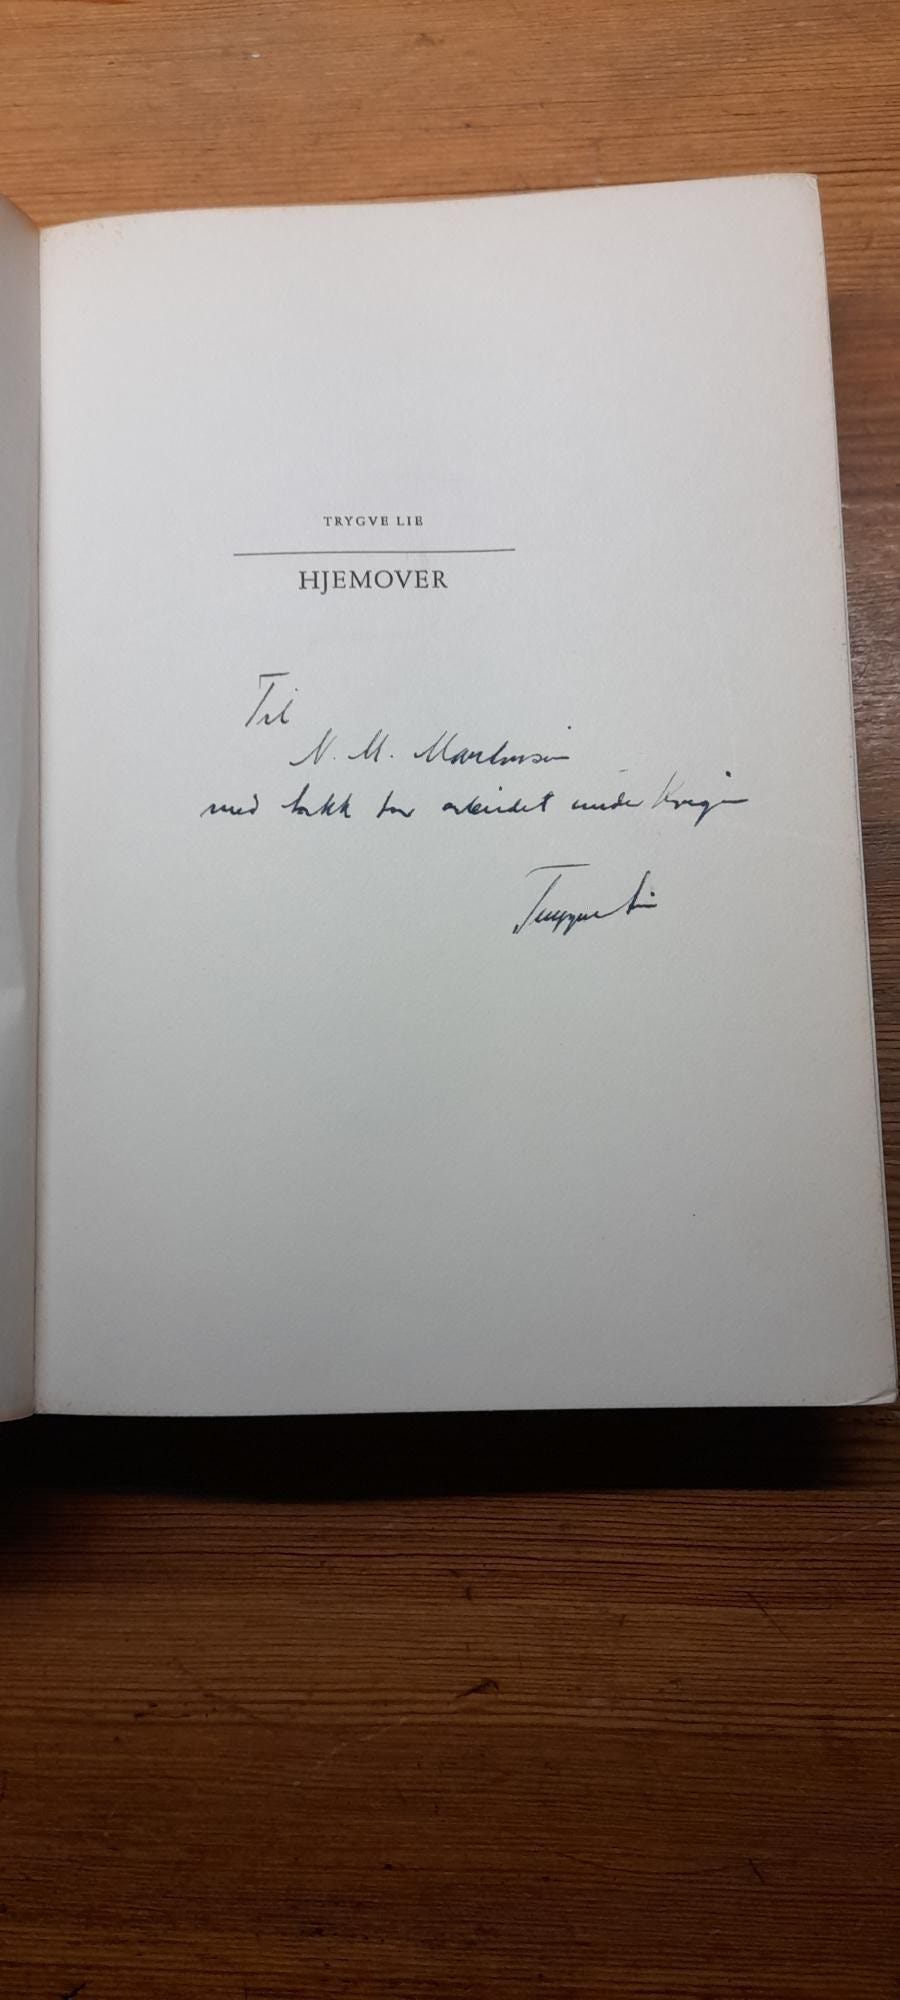 TRYGVE LIE
HJEMOVER
Til
N. M. Martinsen
med takk for arbeidet under Krigen
Trygve Lie